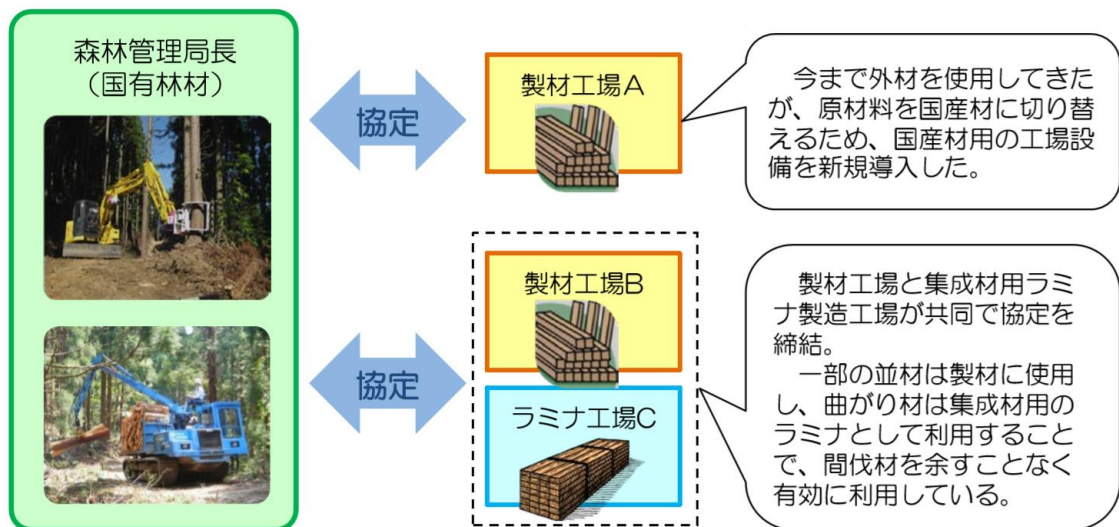 森林管理局長
（国有林材）
協定
製材工場A
今まで外材を使用してきた
が、原材料を国産材に切り替
えるため、国産材用の工場設
備を新規導入した。
協定
製材工場B
ラミナ工場C
製材工場と集成材用ラミ
ナ製造工場が共同で協定を
締結。
一部の並材は製材に使用
し、曲がり材は集成材用の
ラミナとして利用すること
で、間伐材を余すことなく
有効に利用している。